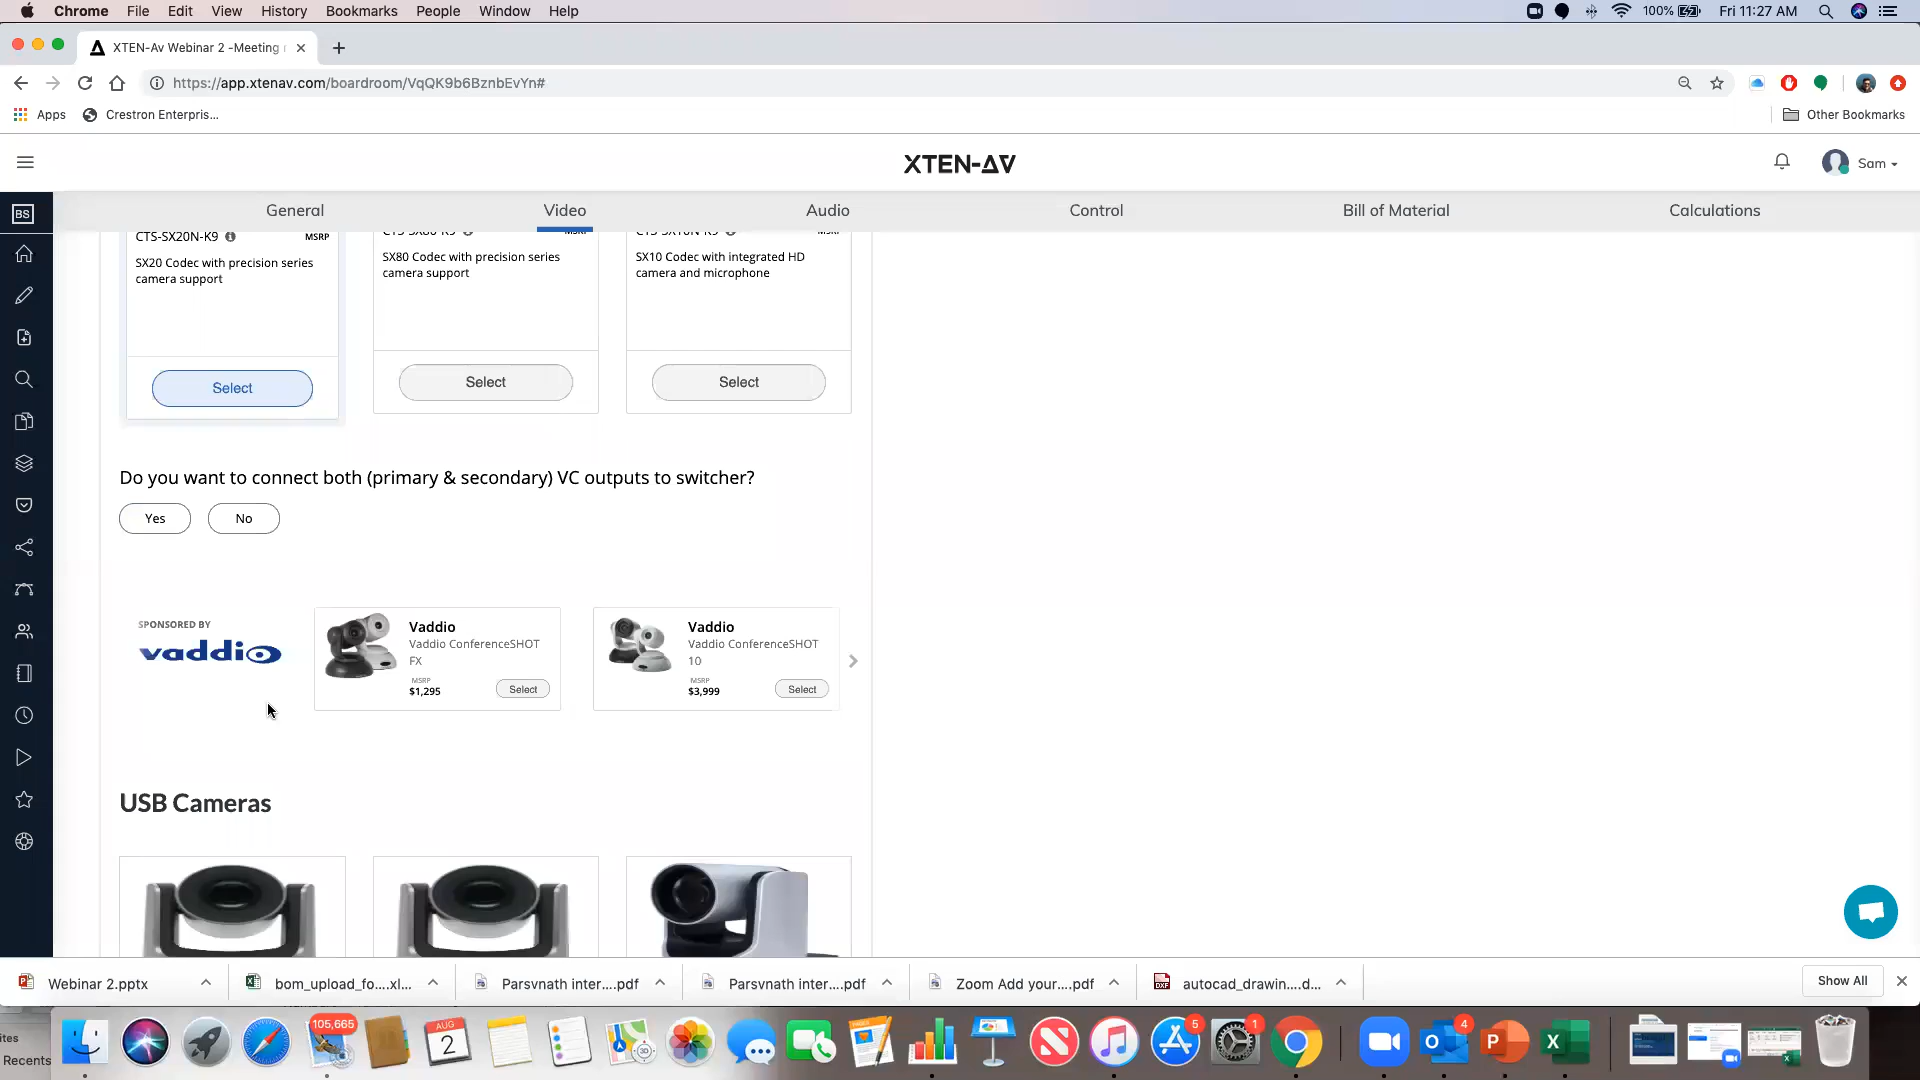 Chrome File Edit View History Bookmarks People Window Help 100% Fri 11:27 AM
XTEN-Av Webinar 2 -Meeting
https://app.xtenav.com/boardroom/VqQK9b6BznbEvYn#
Apps Crestron Enterpris... Other Bookmarks
XTEN-AV
Sam
BS
General Video Audio Control Bill of Material Calculations
CTS-SX20N-K9 MSRP CTS-SX80-K9 MSRP CTS-SX10N-K9 MSRP
SX20 Codec with precision series camera support
SX80 Codec with precision series camera support
SX10 Codec with integrated HD camera and microphone
Select Select Select
Do you want to connect both (primary & secondary) VC outputs to switcher?
Yes No
SPONSORED BY
vaddio
Vaddio
Vaddio ConferenceSHOT
FX
MSRP
$1,295
Select
Vaddio
Vaddio ConferenceSHOT
10
MSRP
$3,999
Select
USB Cameras
Webinar 2.pptx bom_upload_fo....xl... Parsvnath inter....pdf Parsvnath inter....pdf Zoom Add your....pdf autocad_drawin....d... Show All
105,665
AUG
2
5
1
4
ites
Recents